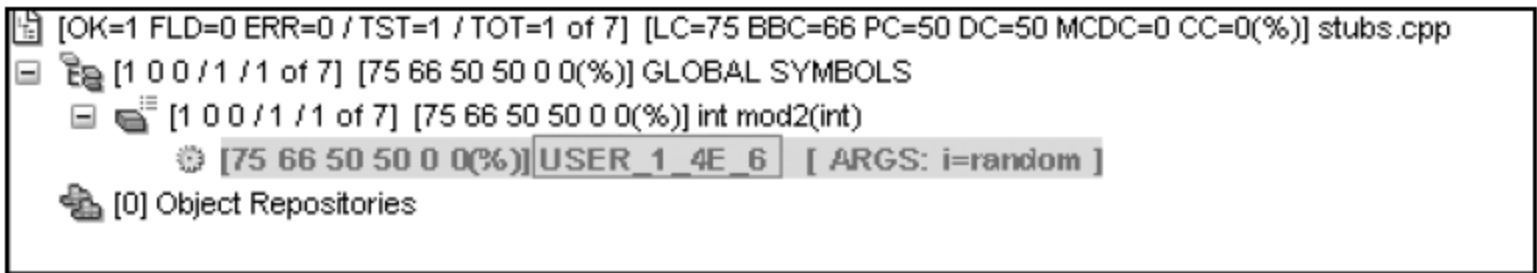 [OK=1 FLD=0 ERR=0 / TST=1 / TOT=1 of 7] [LC=75 BBC=66 PC=50 DC=50 MCDC=0 CC=0(%)] stubs.cpp
[1 0 0 / 1 / 1 of 7] [75 66 50 50 0 0(%)] GLOBAL SYMBOLS
[1 0 0 / 1 / 1 of 7] [75 66 50 50 0 0(%)] int mod2(int)
[75 66 50 50 0 0(%)] USER_1_4E_6 [ ARGS: i=random ]
[0] Object Repositories